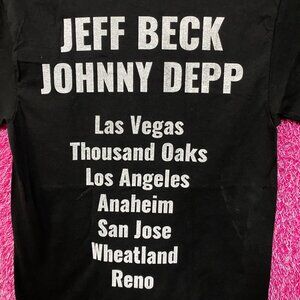 JEFF BECK
JOHNNY DEPP
Las Vegas
Thousand Oaks
Los Angeles
Anaheim
San Jose
Wheatland
Reno